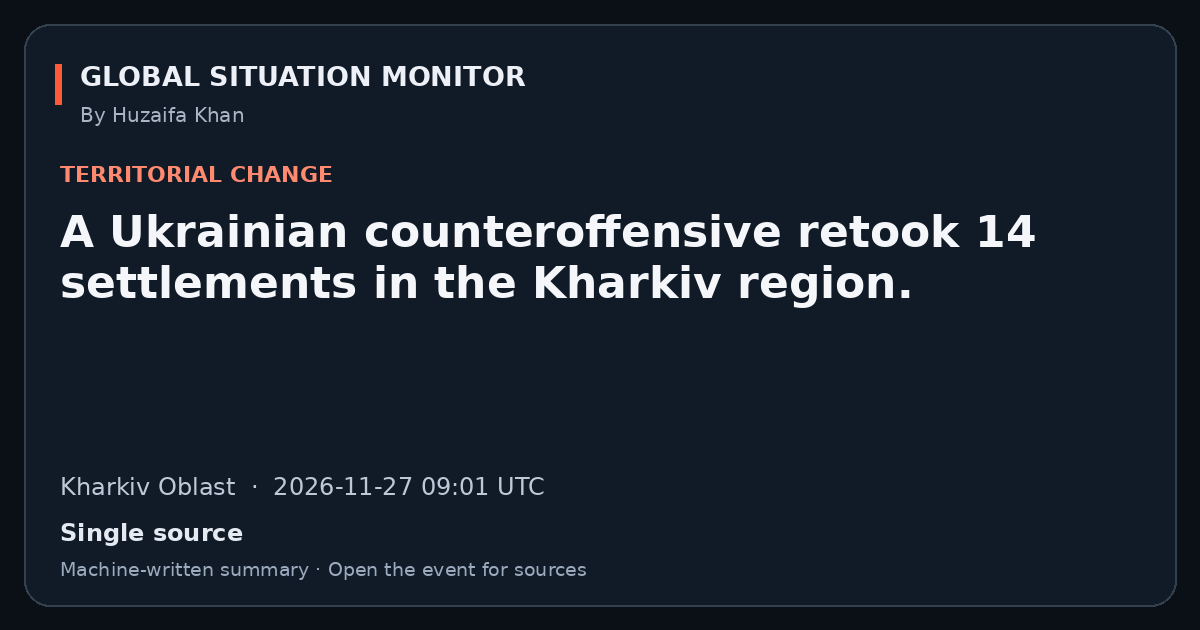 GLOBAL SITUATION MONITOR
By Huzaifa Khan
TERRITORIAL CHANGE
A Ukrainian counteroffensive retook 14
settlements in the Kharkiv region.
Kharkiv Oblast · 2026-11-27 09:01 UTC
Single source
Machine-written summary · Open the event for sources